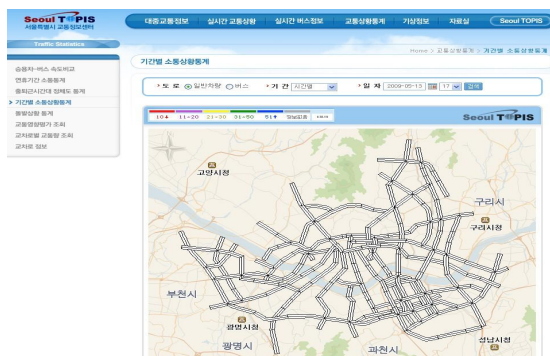 Seoul TOPIS
서울특별시 교통정보센터
대중교통정보 실시간 교통상황 실시간 버스정보 교통상황통계 기상정보 자료실 Seoul TOPIS
Traffic Statistics
Home > 교통상황통계 > 기간별 소통상황통계
기간별 소통상황통계
승용차-버스 속도비교
연휴기간 소통통계
출퇴근시간대 정체도 통계
기간별 소통상황통계
돌발상황 통계
교통영향평가 조회
교차로별 교통량 조회
교차로 정보
도 로 일반차량 버스 기 간 시간별 일 자 2009-05-13 17 검색
10 11-20 21-30 31-50 51 정보없음 km/h
Seoul TOPIS
고양시청
구리시
구리시청
부천시
광명시청
광명시
과천시
성남시청